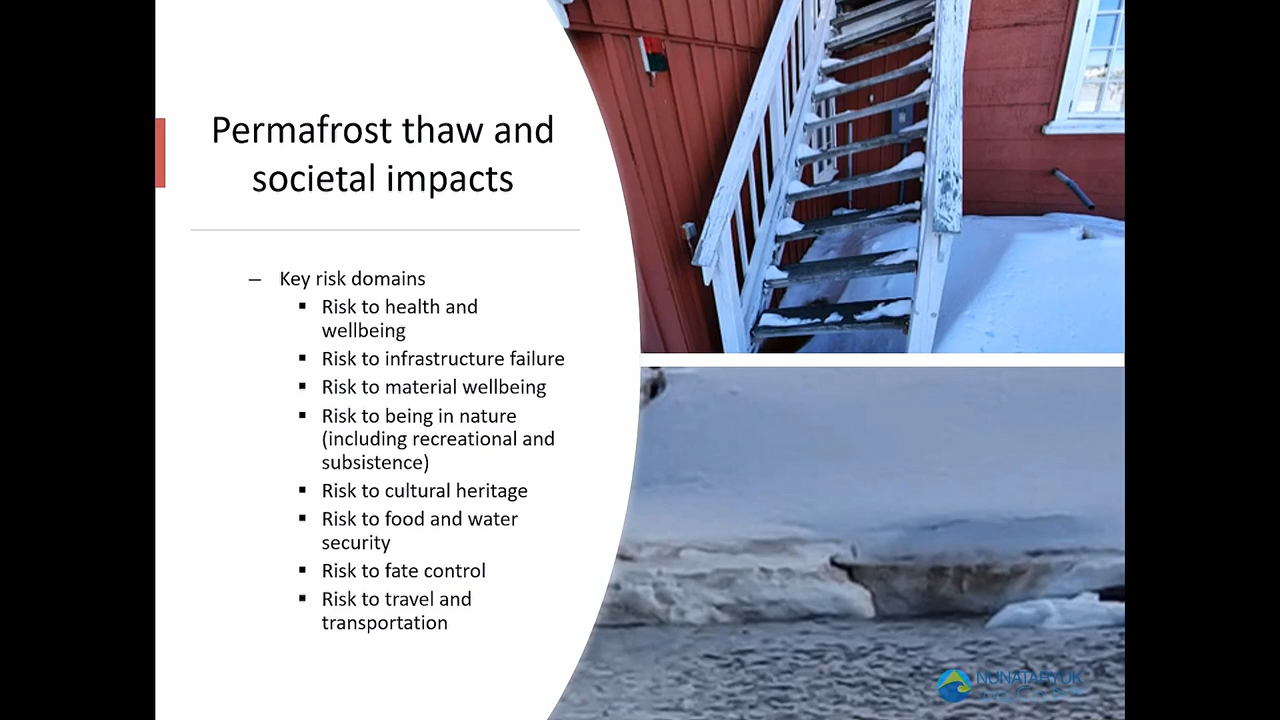 Permafrost thaw and
societal impacts
– Key risk domains
▪ Risk to health and
wellbeing
▪ Risk to infrastructure failure
▪ Risk to material wellbeing
▪ Risk to being in nature
(including recreational and
subsistence)
▪ Risk to cultural heritage
▪ Risk to food and water
security
▪ Risk to fate control
▪ Risk to travel and
transportation
NUNATARYUK